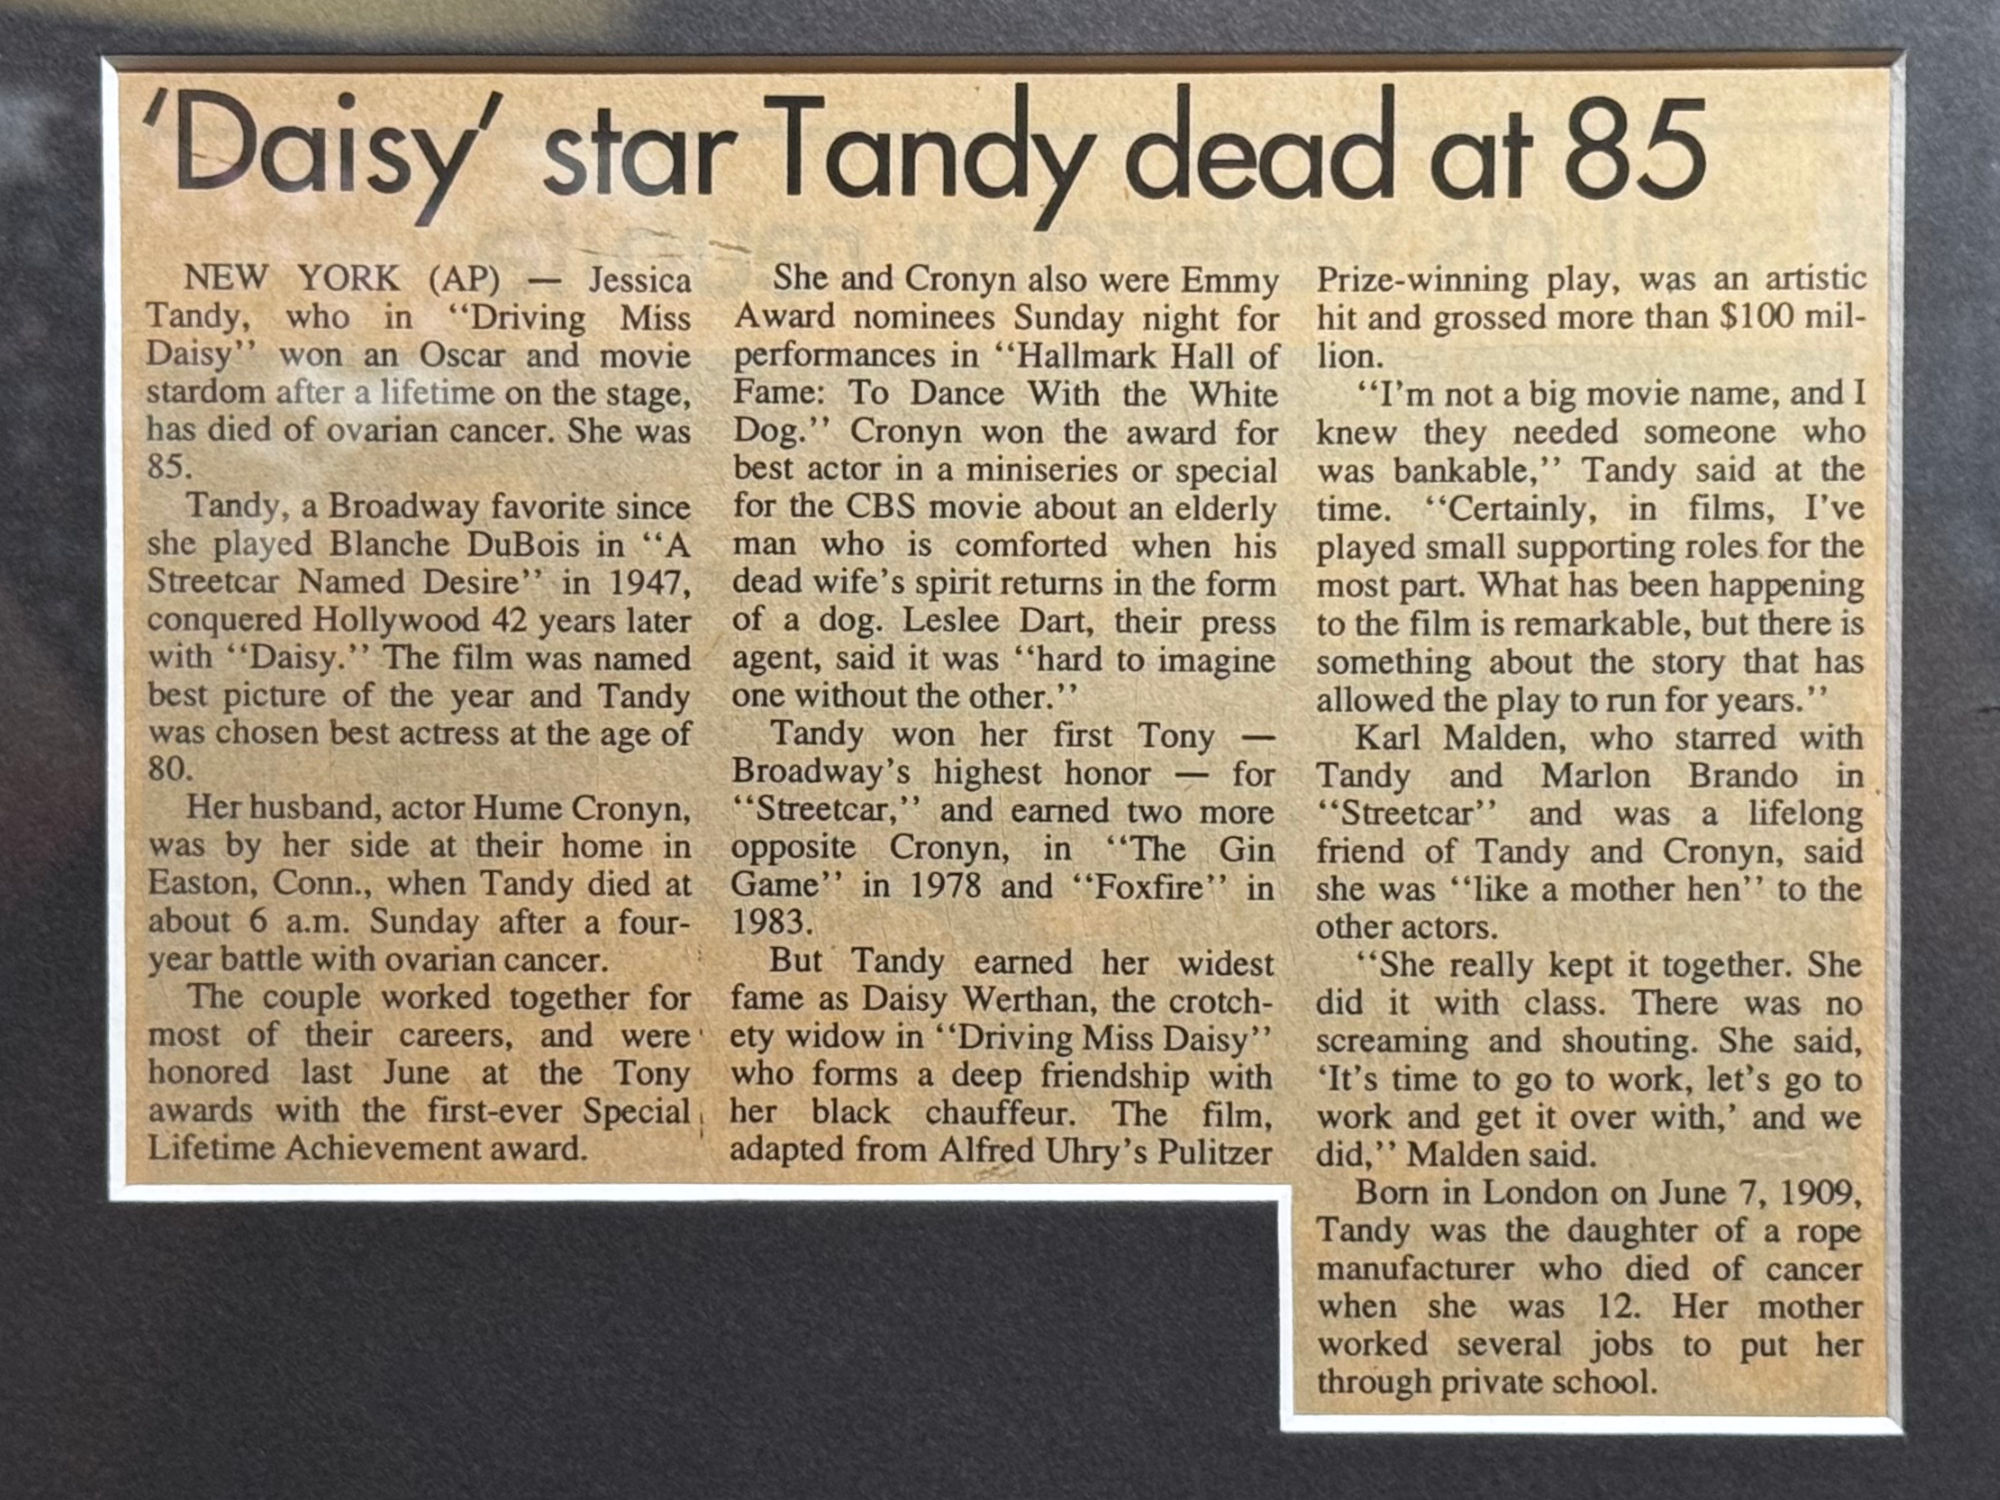 'Daisy' star Tandy dead at 85
NEW YORK (AP) — Jessica
Tandy, who in ‘‘Driving Miss
Daisy’’ won an Oscar and movie
stardom after a lifetime on the stage,
has died of ovarian cancer. She was
85.
Tandy, a Broadway favorite since
she played Blanche DuBois in ‘‘A
Streetcar Named Desire’’ in 1947,
conquered Hollywood 42 years later
with ‘‘Daisy.’’ The film was named
best picture of the year and Tandy
was chosen best actress at the age of
80.
Her husband, actor Hume Cronyn,
was by her side at their home in
Easton, Conn., when Tandy died at
about 6 a.m. Sunday after a four-
year battle with ovarian cancer.
The couple worked together for
most of their careers, and were
honored last June at the Tony
awards with the first-ever Special
Lifetime Achievement award.
She and Cronyn also were Emmy
Award nominees Sunday night for
performances in ‘‘Hallmark Hall of
Fame: To Dance With the White
Dog.’’ Cronyn won the award for
best actor in a miniseries or special
for the CBS movie about an elderly
man who is comforted when his
dead wife’s spirit returns in the form
of a dog. Leslee Dart, their press
agent, said it was ‘‘hard to imagine
one without the other.’’
Tandy won her first Tony —
Broadway’s highest honor — for
‘‘Streetcar,’’ and earned two more
opposite Cronyn, in ‘‘The Gin
Game’’ in 1978 and ‘‘Foxfire’’ in
1983.
But Tandy earned her widest
fame as Daisy Werthan, the crotch-
ety widow in ‘‘Driving Miss Daisy’’
who forms a deep friendship with
her black chauffeur. The film,
adapted from Alfred Uhry’s Pulitzer
Prize-winning play, was an artistic
hit and grossed more than $100 mil-
lion.
‘‘I’m not a big movie name, and I
knew they needed someone who
was bankable,’’ Tandy said at the
time. ‘‘Certainly, in films, I’ve
played small supporting roles for the
most part. What has been happening
to the film is remarkable, but there is
something about the story that has
allowed the play to run for years.’’
Karl Malden, who starred with
Tandy and Marlon Brando in
‘‘Streetcar’’ and was a lifelong
friend of Tandy and Cronyn, said
she was ‘‘like a mother hen’’ to the
other actors.
‘‘She really kept it together. She
did it with class. There was no
screaming and shouting. She said,
‘It’s time to go to work, let’s go to
work and get it over with,’ and we
did,’’ Malden said.
Born in London on June 7, 1909,
Tandy was the daughter of a rope
manufacturer who died of cancer
when she was 12. Her mother
worked several jobs to put her
through private school.